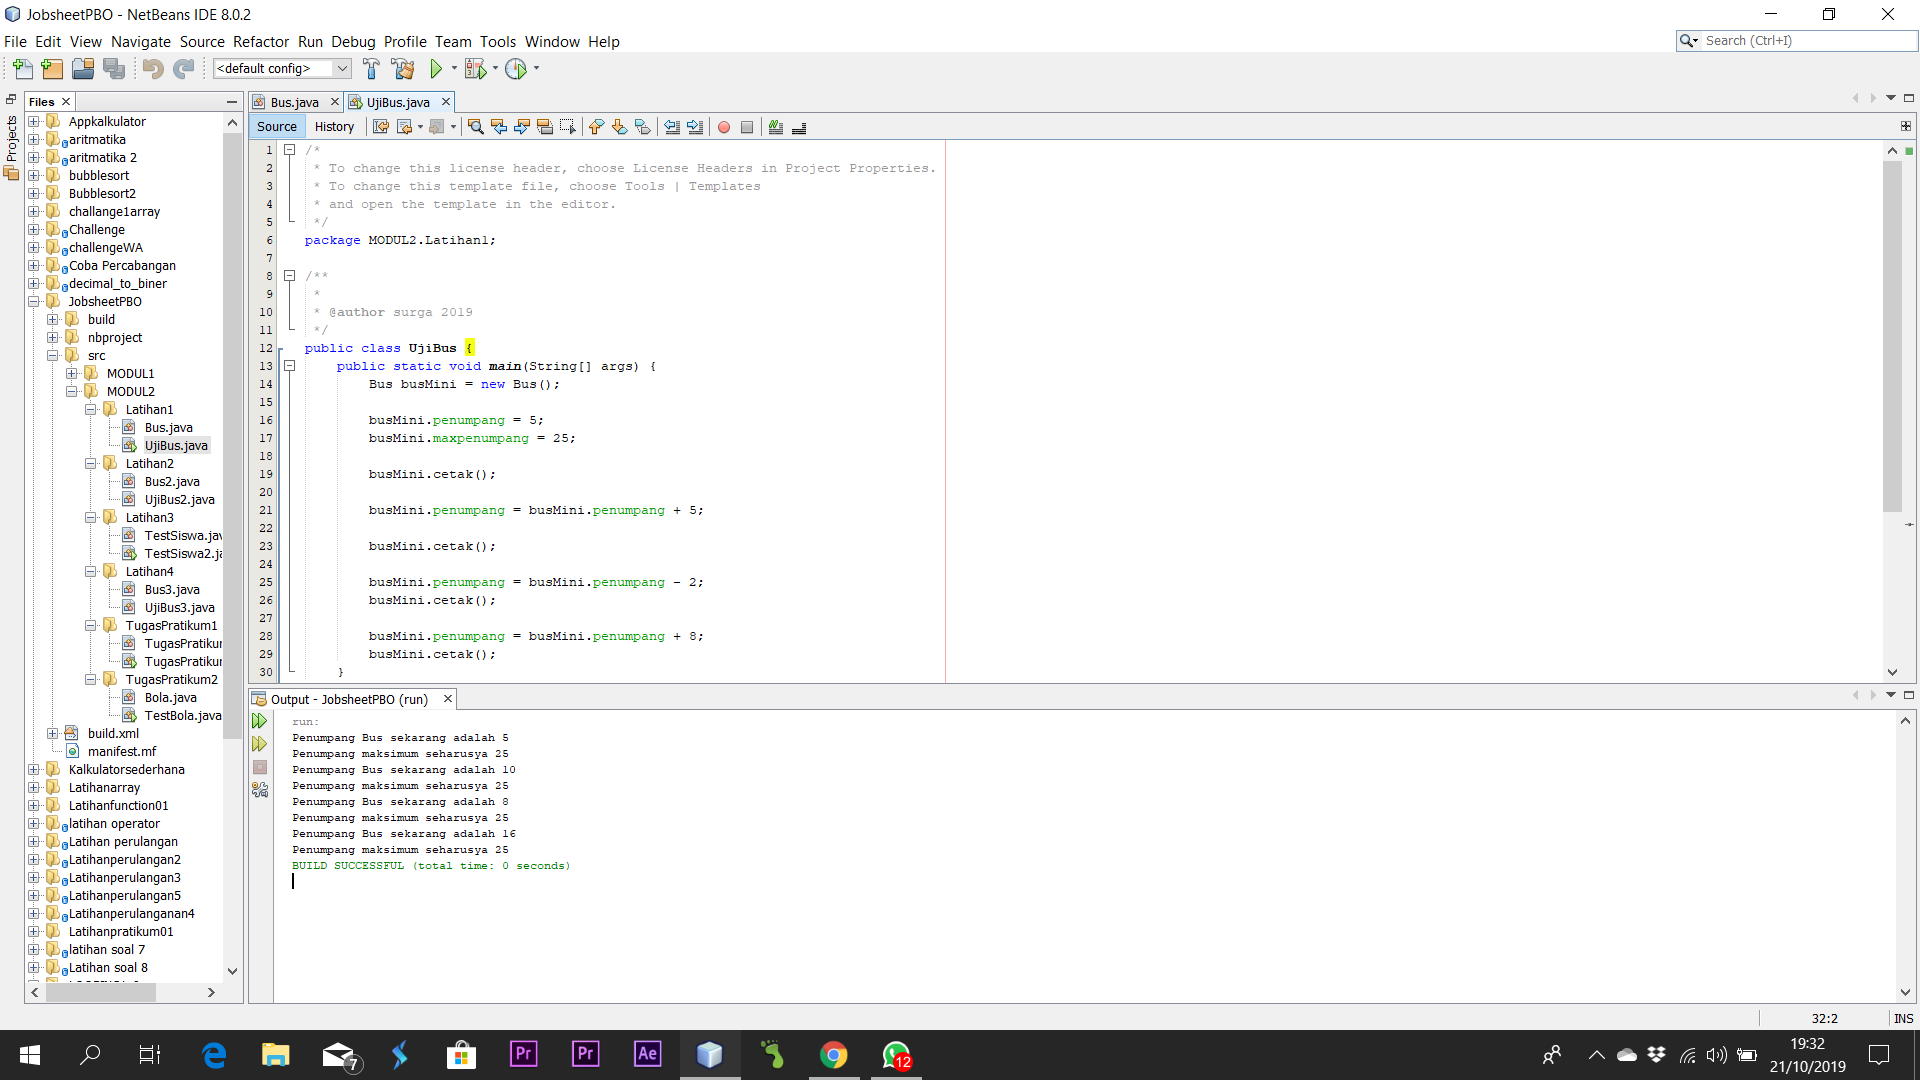 JobsheetPBO - NetBeans IDE 8.0.2
File Edit View Navigate Source Refactor Run Debug Profile Team Tools Window Help
Search (Ctrl+I)
<default config>
Projects
Files
Appkalkulator
aritmatika
aritmatika 2
bubblesort
Bubblesort2
challange1array
Challenge
challengeWA
Coba Percabangan
decimal_to_biner
JobsheetPBO
build
nbproject
src
MODUL1
MODUL2
Latihan1
Bus.java
UjiBus.java
Latihan2
Bus2.java
UjiBus2.java
Latihan3
TestSiswa.jav
TestSiswa2.ja
Latihan4
Bus3.java
UjiBus3.java
TugasPratikum1
TugasPratikur
TugasPratikur
TugasPratikum2
Bola.java
TestBola.java
build.xml
manifest.mf
Kalkulatorsederhana
Latihanarray
Latihanfunction01
latihan operator
Latihan perulangan
Latihanperulangan2
Latihanperulangan3
Latihanperulangan5
Latihanperulanganan4
Latihanpratikum01
latihan soal 7
Latihan soal 8
Bus.java UjiBus.java
Source History
1 /*
2 * To change this license header, choose License Headers in Project Properties.
3 * To change this template file, choose Tools | Templates
4 * and open the template in the editor.
5 */
6 package MODUL2.Latihan1;
7
8 /**
9 *
10 * @author surga 2019
11 */
12 public class UjiBus {
13 public static void main(String[] args) {
14 Bus busMini = new Bus();
15
16 busMini.penumpang = 5;
17 busMini.maxpenumpang = 25;
18
19 busMini.cetak();
20
21 busMini.penumpang = busMini.penumpang + 5;
22
23 busMini.cetak();
24
25 busMini.penumpang = busMini.penumpang - 2;
26 busMini.cetak();
27
28 busMini.penumpang = busMini.penumpang + 8;
29 busMini.cetak();
30 }
Output - JobsheetPBO (run)
run:
Penumpang Bus sekarang adalah 5
Penumpang maksimum seharusya 25
Penumpang Bus sekarang adalah 10
Penumpang maksimum seharusya 25
Penumpang Bus sekarang adalah 8
Penumpang maksimum seharusya 25
Penumpang Bus sekarang adalah 16
Penumpang maksimum seharusya 25
BUILD SUCCESSFUL (total time: 0 seconds)
32:2 INS
7
Pr
Pr
Ae
12
19:32
21/10/2019